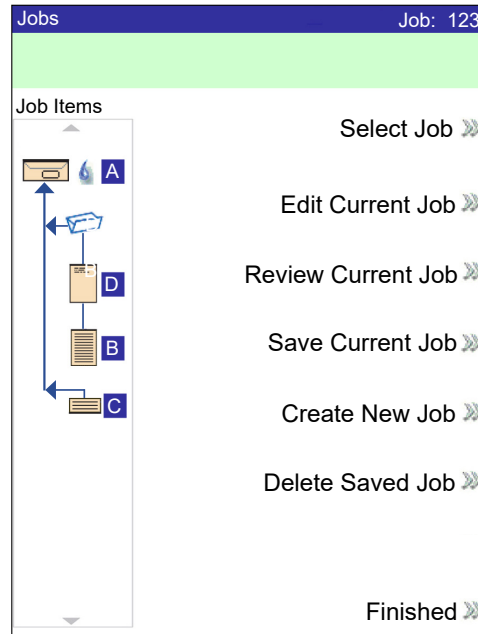 Jobs Job: 123
Job Items
Select Job
A
Edit Current Job
Review Current Job
B
D
Save Current Job
B
C
Create New Job
Delete Saved Job
Finished